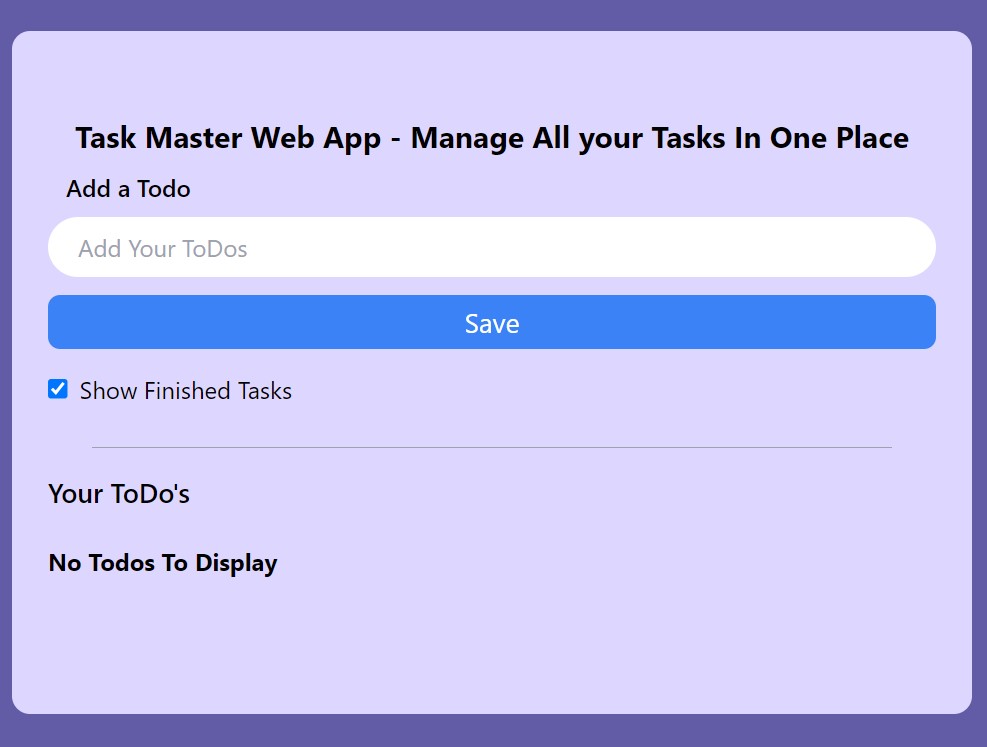 Task Master Web App - Manage All your Tasks In One Place
Add a Todo
Add Your ToDos
Save
Show Finished Tasks
Your ToDo's
No Todos To Display